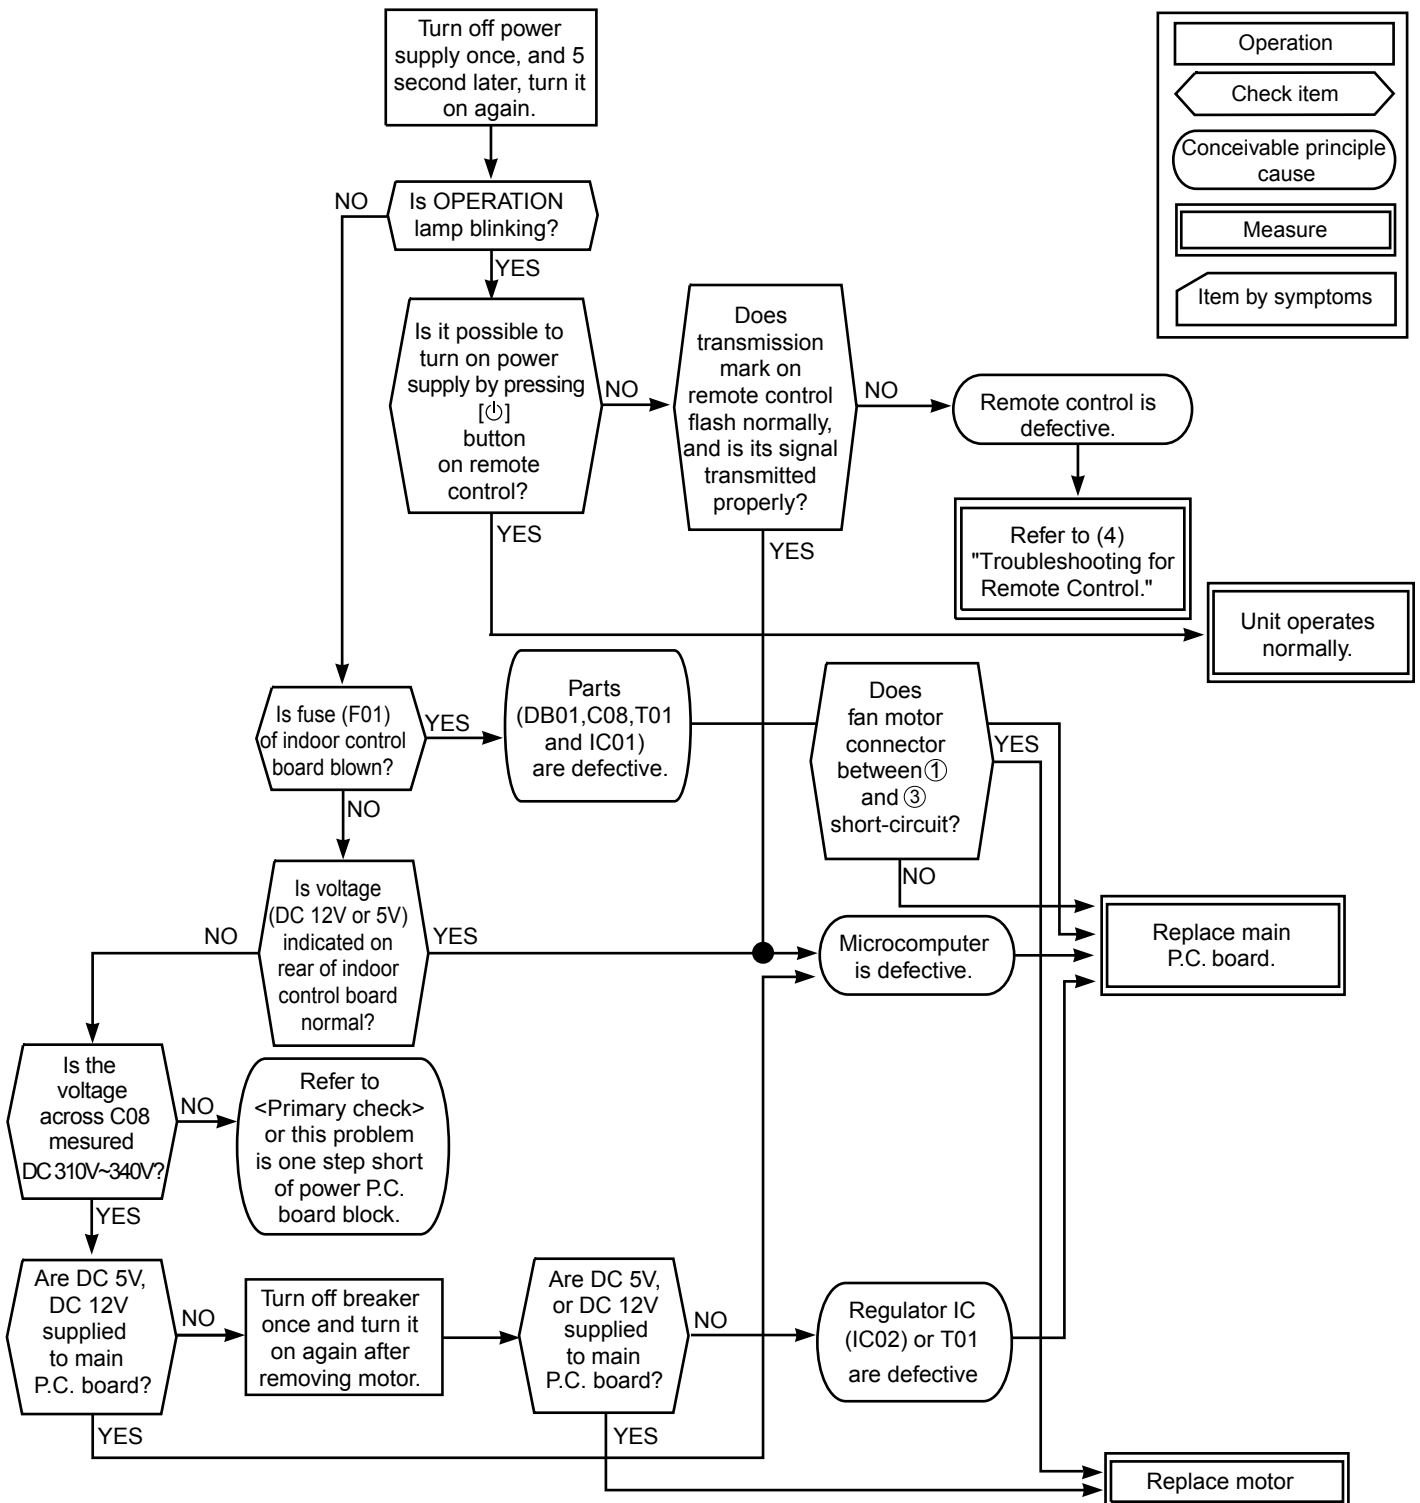 Turn off power
supply once, and 5
second later, turn it
on again.
Operation
Check item
Conceivable principle
cause
Measure
Item by symptoms
NO
Is OPERATION
lamp blinking?
YES
Is it possible to
turn on power
supply by pressing
[⏻]
button
on remote
control?
NO
YES
Does
transmission
mark on
remote control
flash normally,
and is its signal
transmitted
properly?
NO
YES
Remote control is
defective.
Refer to (4)
"Troubleshooting for
Remote Control."
Unit operates
normally.
Is fuse (F01)
of indoor control
board blown?
YES
NO
Parts
(DB01,C08,T01
and IC01)
are defective.
Does
fan motor
connector
between①
and ③
short-circuit?
YES
NO
Is voltage
(DC 12V or 5V)
indicated on
rear of indoor
control board
normal?
NO
YES
Microcomputer
is defective.
Replace main
P.C. board.
Is the
voltage
across C08
mesured
DC 310V~340V?
NO
YES
Refer to
<Primary check>
or this problem
is one step short
of power P.C.
board block.
Are DC 5V,
DC 12V
supplied
to main
P.C. board?
NO
YES
Turn off breaker
once and turn it
on again after
removing motor.
Are DC 5V,
or DC 12V
supplied
to main
P.C. board?
NO
YES
Regulator IC
(IC02) or T01
are defective
Replace motor